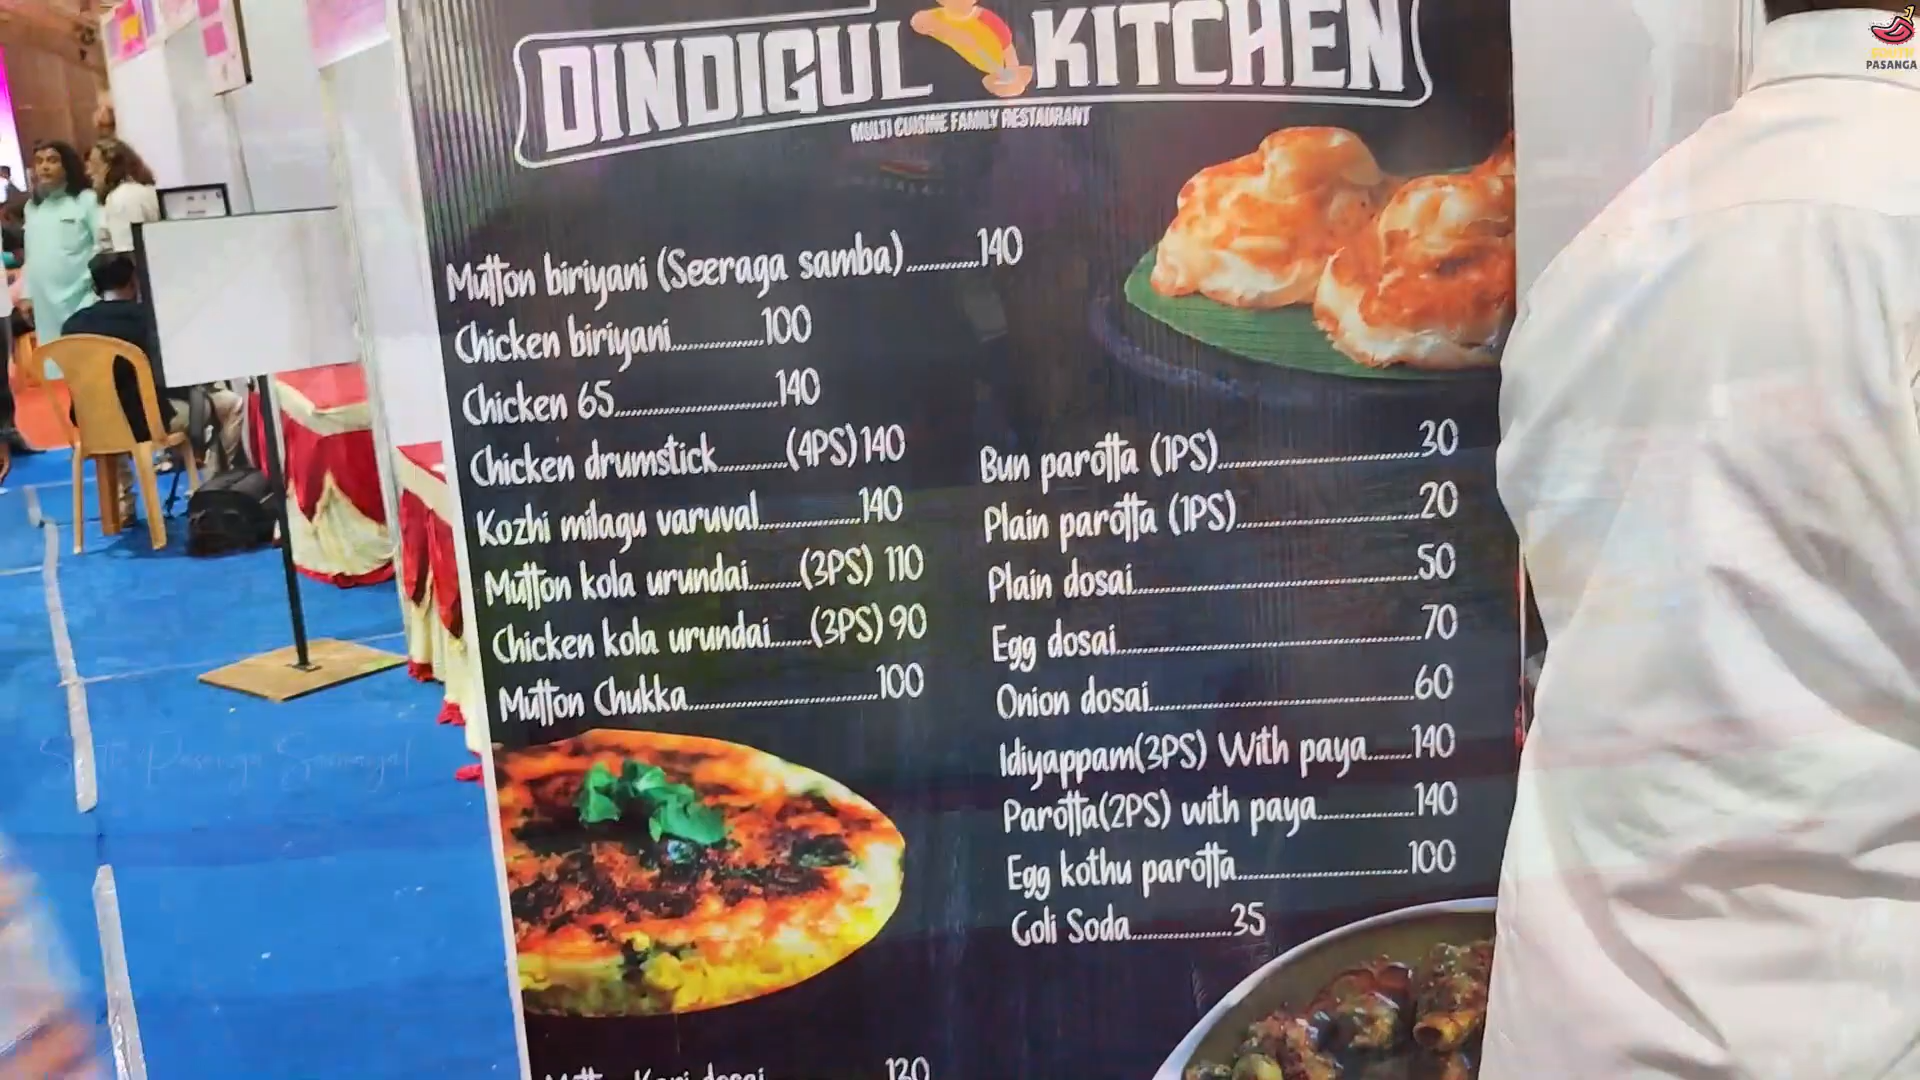 DINDIGUL KITCHEN
MULTI CUISINE FAMILY RESTAURANT
Mutton biriyani (Seeraga samba)..........140
Chicken biriyani.............100
Chicken 65......................140
Chicken drumstick..........(4PS)140
Kozhi milagu varuval..............140
Mutton kola urundai.......(3PS) 110
Chicken kola urundai......(3PS) 90
Mutton Chukka..........................100
Bun parotta (1PS)............................30
Plain parotta (1PS)..........................20
Plain dosai........................................50
Egg dosai..........................................70
Onion dosai.....................................60
Idiyappam(3PS) With paya......140
Parotta(2PS) with paya.............140
Egg kothu parotta.......................100
Goli Soda..............35
dosai 130
PASANGA